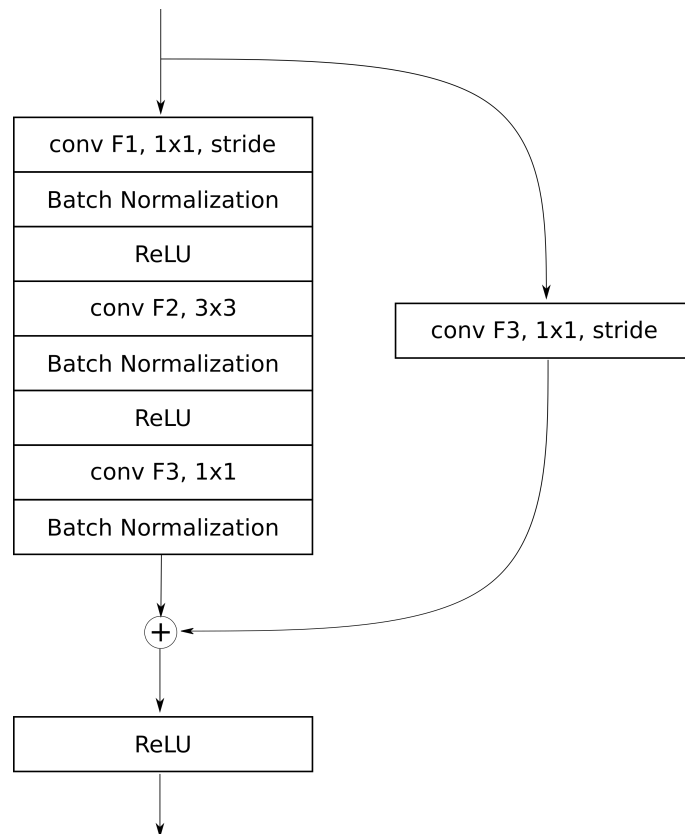 conv F1, 1x1, stride
Batch Normalization
ReLU
conv F2, 3x3
Batch Normalization
ReLU
conv F3, 1x1
Batch Normalization
conv F3, 1x1, stride
+
ReLU